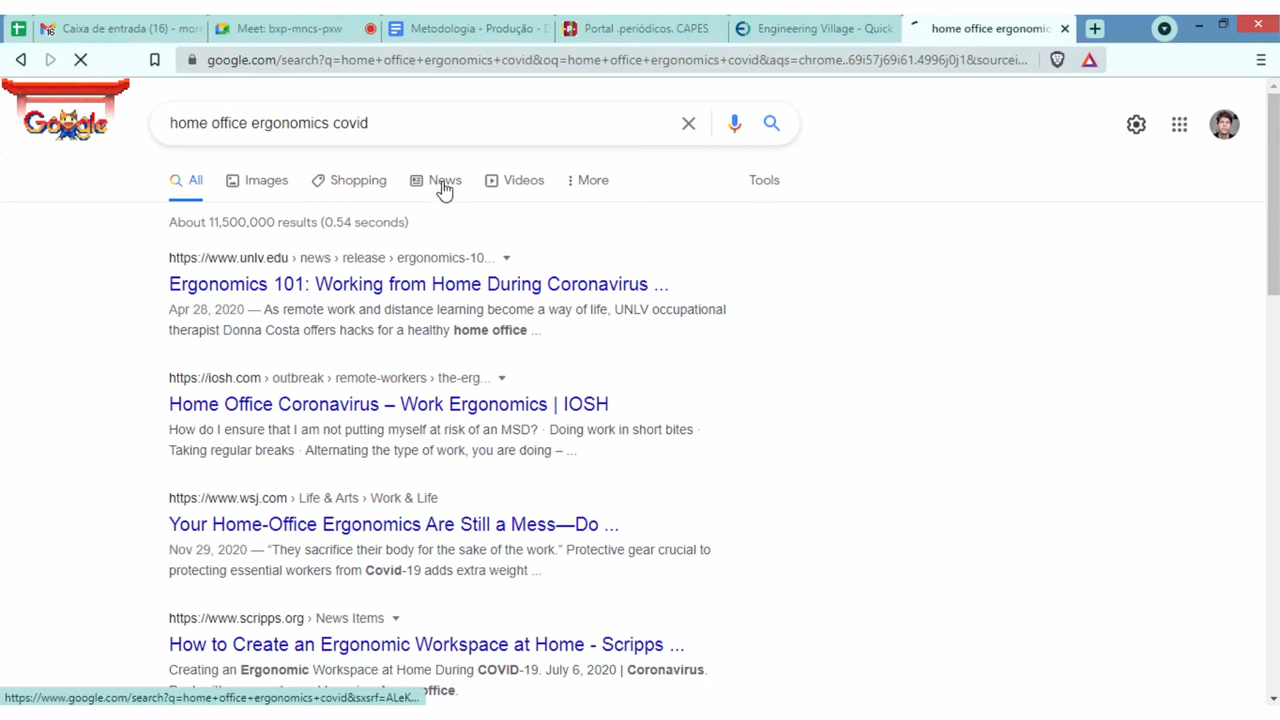 Caixa de entrada (16) - more
Meet: bxp-mncs-pxw
Metodologia - Produção - D
Portal .periódicos. CAPES
Engineering Village - Quick
home office ergonomic
google.com/search?q=home+office+ergonomics+covid&oq=home+office+ergonomics+covid&aqs=chrome..69i57j69i61.4996j0j1&sourcei...
Google
home office ergonomics covid
All
Images
Shopping
News
Videos
More
Tools
About 11,500,000 results (0.54 seconds)
https://www.unlv.edu › news › release › ergonomics-10...
Ergonomics 101: Working from Home During Coronavirus ...
Apr 28, 2020 — As remote work and distance learning become a way of life, UNLV occupational
therapist Donna Costa offers hacks for a healthy home office ...
https://iosh.com › outbreak › remote-workers › the-erg...
Home Office Coronavirus – Work Ergonomics | IOSH
How do I ensure that I am not putting myself at risk of an MSD? · Doing work in short bites ·
Taking regular breaks · Alternating the type of work, you are doing – ...
https://www.wsj.com › Life & Arts › Work & Life
Your Home-Office Ergonomics Are Still a Mess—Do ...
Nov 29, 2020 — “They sacrifice their body for the sake of the work.” Protective gear crucial to
protecting essential workers from Covid-19 adds extra weight ...
https://www.scripps.org › News Items
How to Create an Ergonomic Workspace at Home - Scripps ...
Creating an Ergonomic Workspace at Home During COVID-19. July 6, 2020 | Coronavirus.
office.
https://www.google.com/search?q=home+office+ergonomics+covid&sxsrf=ALeK...